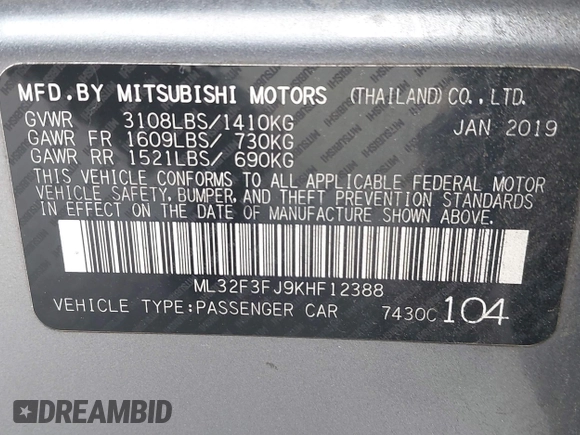 MFD.BY MITSUBISHI MOTORS (THAILAND)CO.,LTD.
GVWR 3108LBS/1410KG JAN 2019
GAWR FR 1609LBS/ 730KG
GAWR RR 1521LBS/ 690KG
THIS VEHICLE CONFORMS TO ALL APPLICABLE FEDERAL MOTOR
VEHICLE SAFETY, BUMPER, AND THEFT PREVENTION STANDARDS
IN EFFECT ON THE DATE OF MANUFACTURE SHOWN ABOVE.
ML32F3FJ9KHF12388
VEHICLE TYPE:PASSENGER CAR 7430C 104
DREAMBID